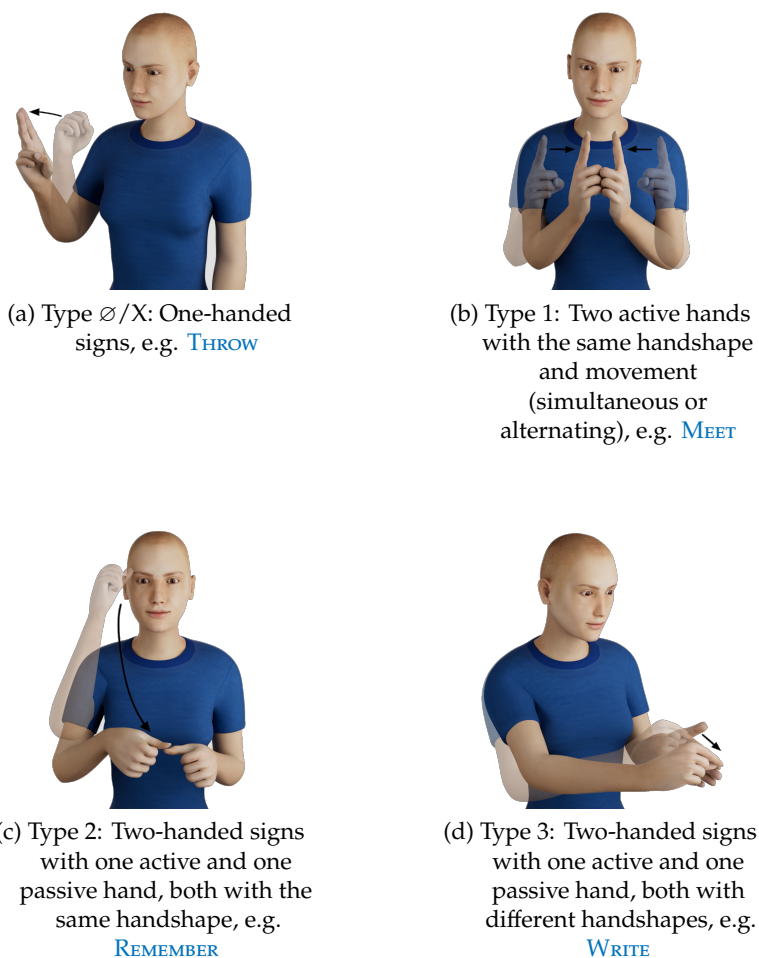 (a) Type ∅/X: One-handed
signs, e.g. Throw
(b) Type 1: Two active hands
with the same handshape
and movement
(simultaneous or
alternating), e.g. Meet
(c) Type 2: Two-handed signs
with one active and one
passive hand, both with the
same handshape, e.g.
Remember
(d) Type 3: Two-handed signs
with one active and one
passive hand, both with
different handshapes, e.g.
Write